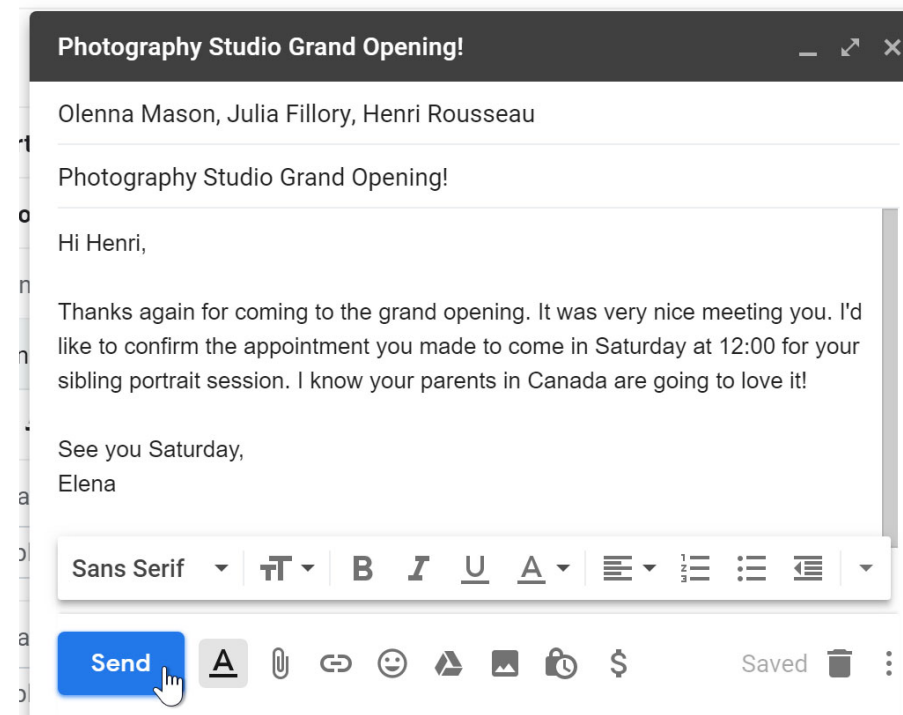 Photography Studio Grand Opening!
Olenna Mason, Julia Fillory, Henri Rousseau
Photography Studio Grand Opening!
Hi Henri,
Thanks again for coming to the grand opening. It was very nice meeting you. I'd
like to confirm the appointment you made to come in Saturday at 12:00 for your
sibling portrait session. I know your parents in Canada are going to love it!
See you Saturday,
Elena
Sans Serif
Send
Saved